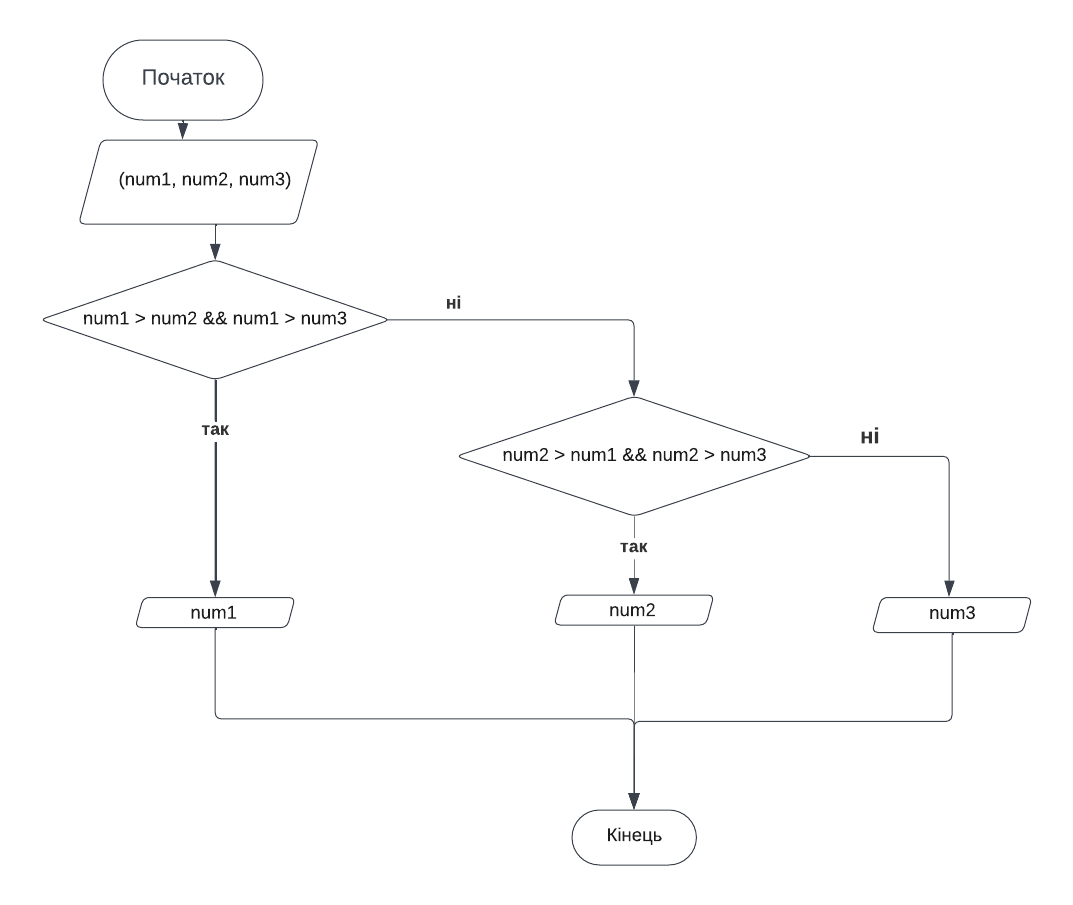 Початок
(num1, num2, num3)
num1 > num2 && num1 > num3
ні
так
num2 > num1 && num2 > num3
ні
так
num1
num2
num3
Кінець